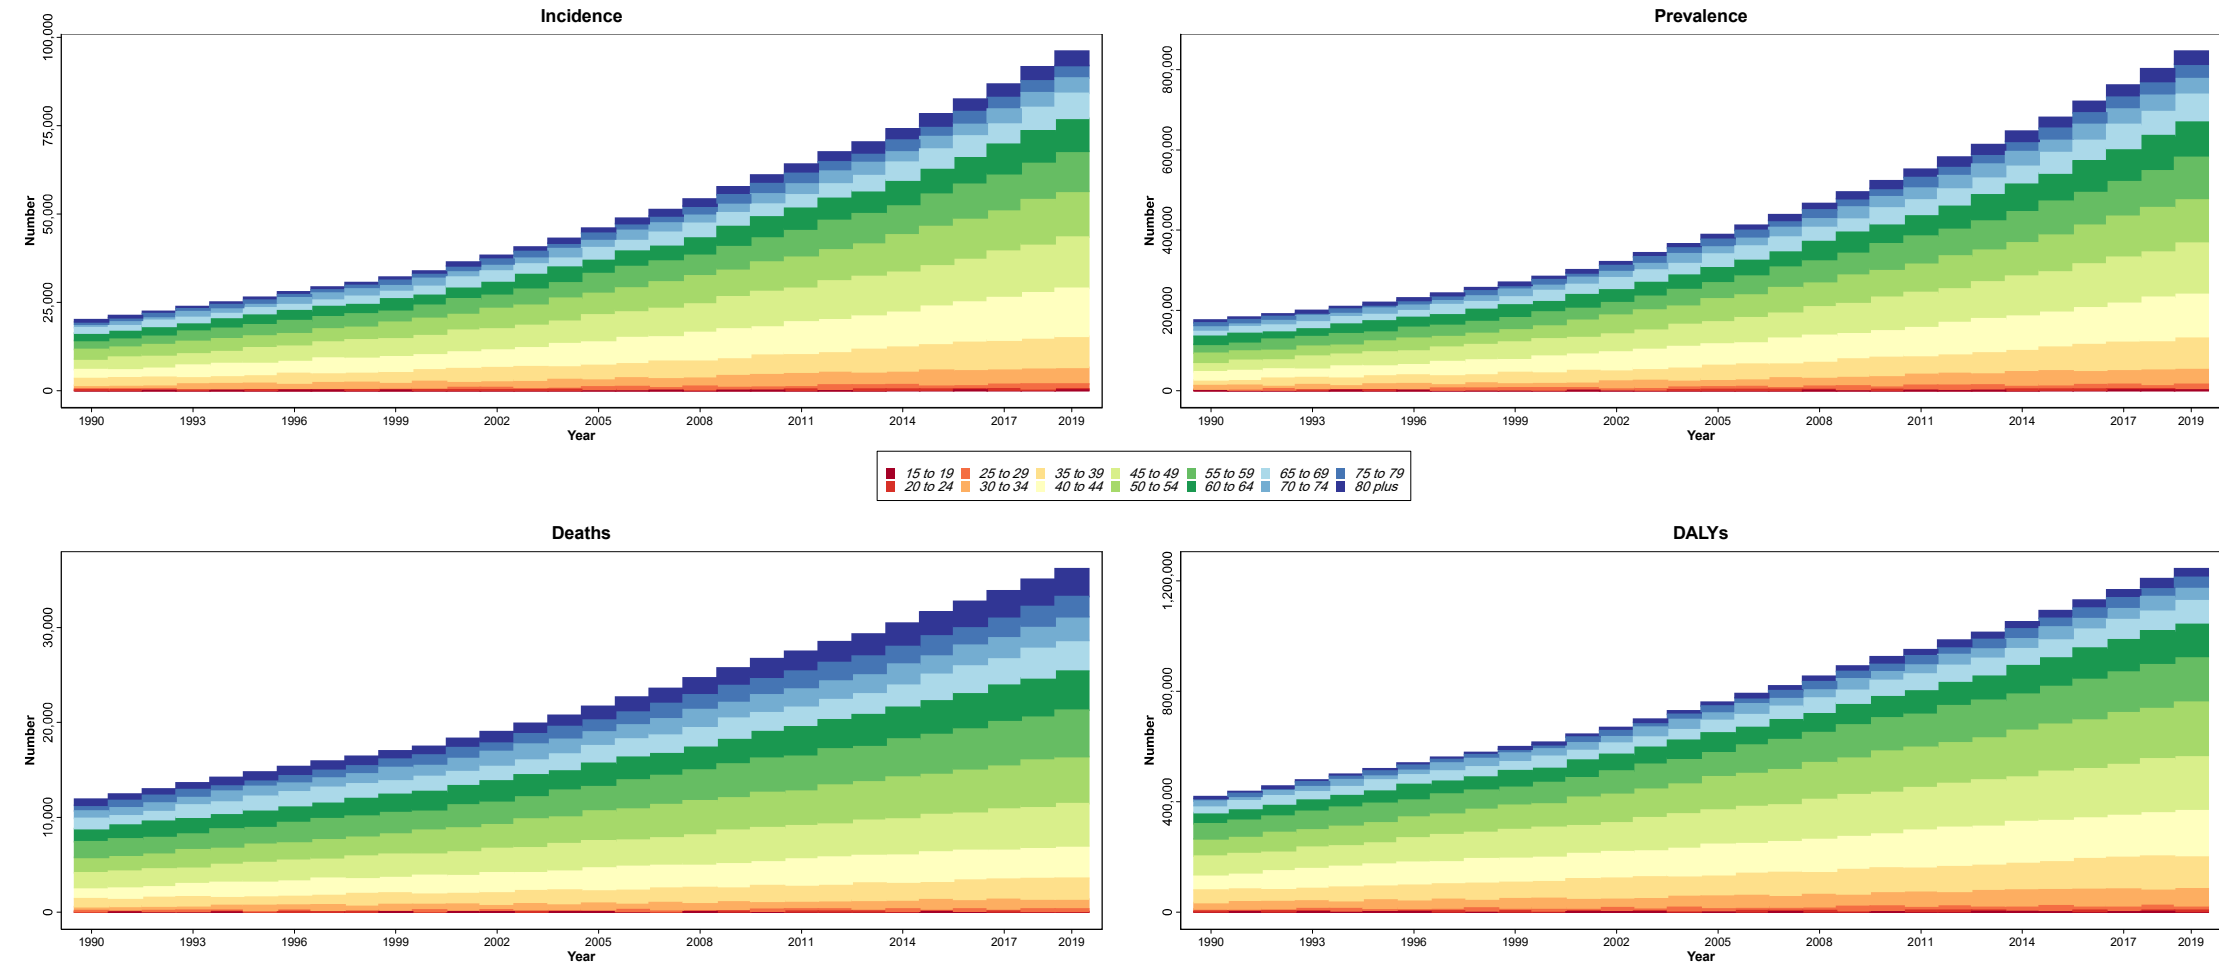 Incidence
Number
0
25,000
50,000
75,000
100,000
1990 1993 1996 1999 2002 2005 2008 2011 2014 2017 2019
Year
Prevalence
Number
0
200,000
400,000
600,000
800,000
1990 1993 1996 1999 2002 2005 2008 2011 2014 2017 2019
Year
15 to 19 25 to 29 35 to 39 45 to 49 55 to 59 65 to 69 75 to 79
20 to 24 30 to 34 40 to 44 50 to 54 60 to 64 70 to 74 80 plus
Deaths
Number
0
10,000
20,000
30,000
1990 1993 1996 1999 2002 2005 2008 2011 2014 2017 2019
Year
DALYs
Number
0
400,000
800,000
1,200,000
1990 1993 1996 1999 2002 2005 2008 2011 2014 2017 2019
Year